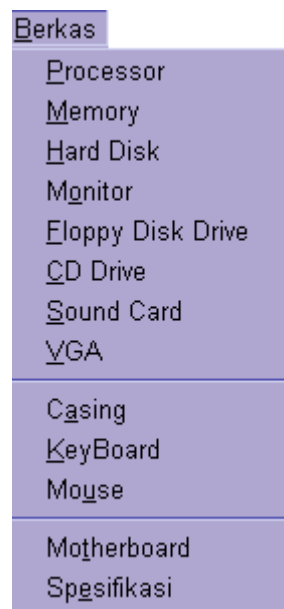 Berkas
Processor
Memory
Hard Disk
Monitor
Floppy Disk Drive
CD Drive
Sound Card
VGA
Casing
KeyBoard
Mouse
Motherboard
Spesifikasi